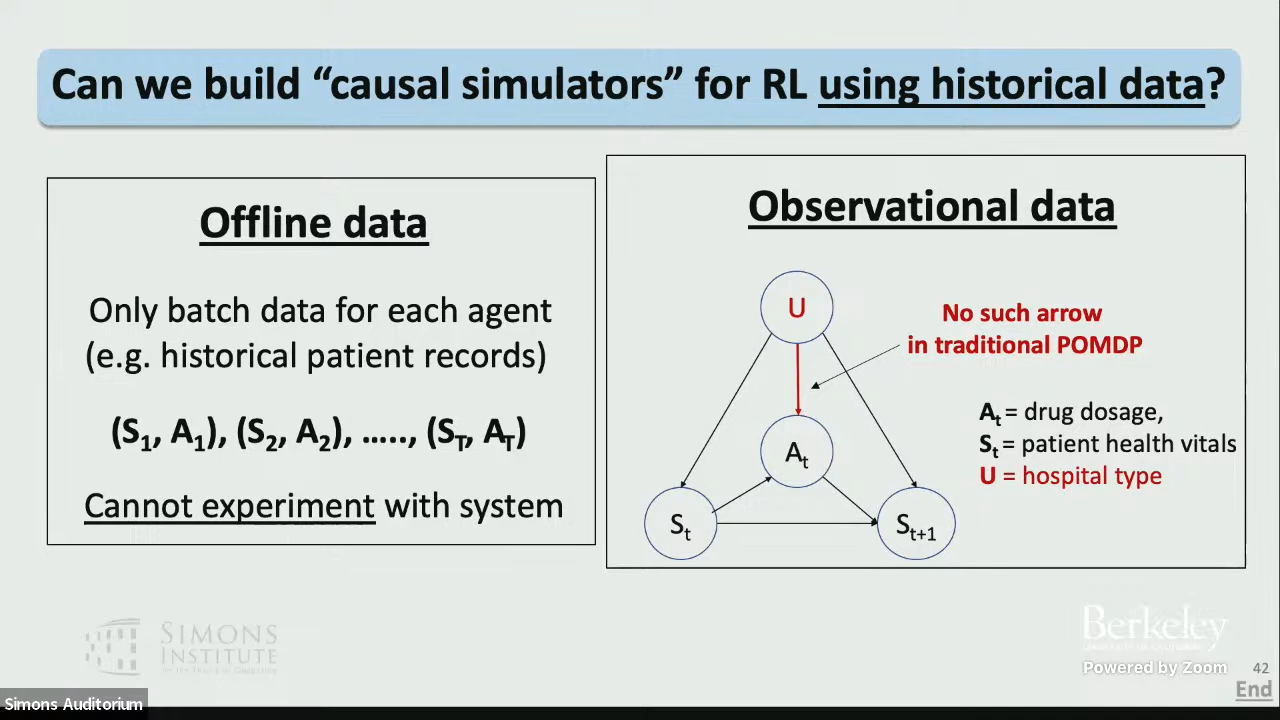 Can we build “causal simulators” for RL using historical data?
Offline data
Only batch data for each agent
(e.g. historical patient records)
(S1, A1), (S2, A2), ….., (ST, AT)
Cannot experiment with system
Observational data
U
No such arrow
in traditional POMDP
At
At = drug dosage,
St = patient health vitals
U = hospital type
St
St+1
SIMONS
INSTITUTE
Berkeley
UNIVERSITY OF CALIFORNIA
Powered by Zoom
42
End
Simons Auditorium